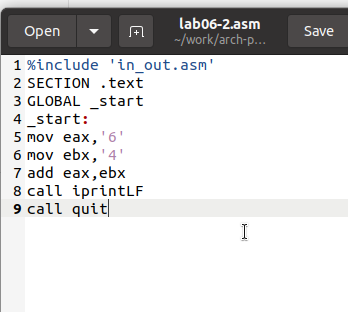 lab06-2.asm
Open
~/work/arch-p...
Save
1 %include 'in_out.asm'
2 SECTION .text
3 GLOBAL _start
4 _start:
5 mov eax,'6'
6 mov ebx,'4'
7 add eax,ebx
8 call iprintLF
9 call quit